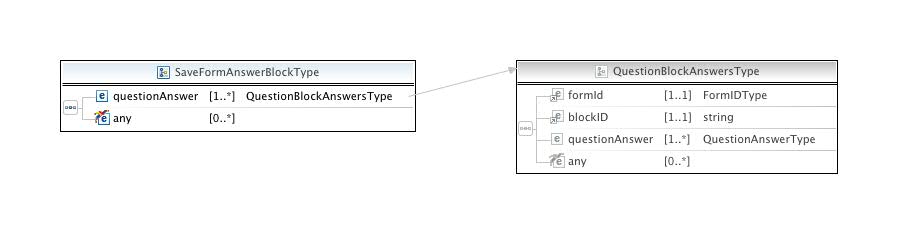 SaveFormAnswerBlockType
questionAnswer [1..*] QuestionBlockAnswersType
any [0..*]
QuestionBlockAnswersType
formId [1..1] FormIDType
blockID [1..1] string
questionAnswer [1..*] QuestionAnswerType
any [0..*]